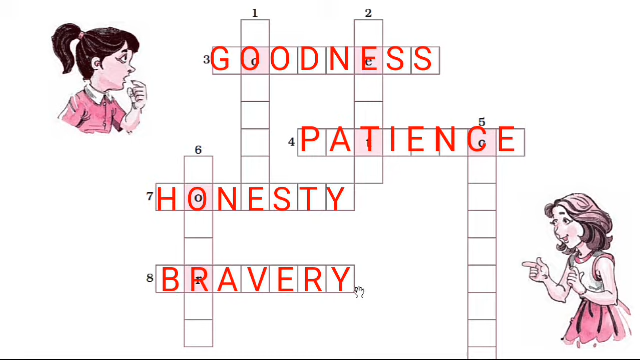 1 2
3 GOODNESS
5
4 PATIENCE
6
7 HONESTY
8 BRAVERY